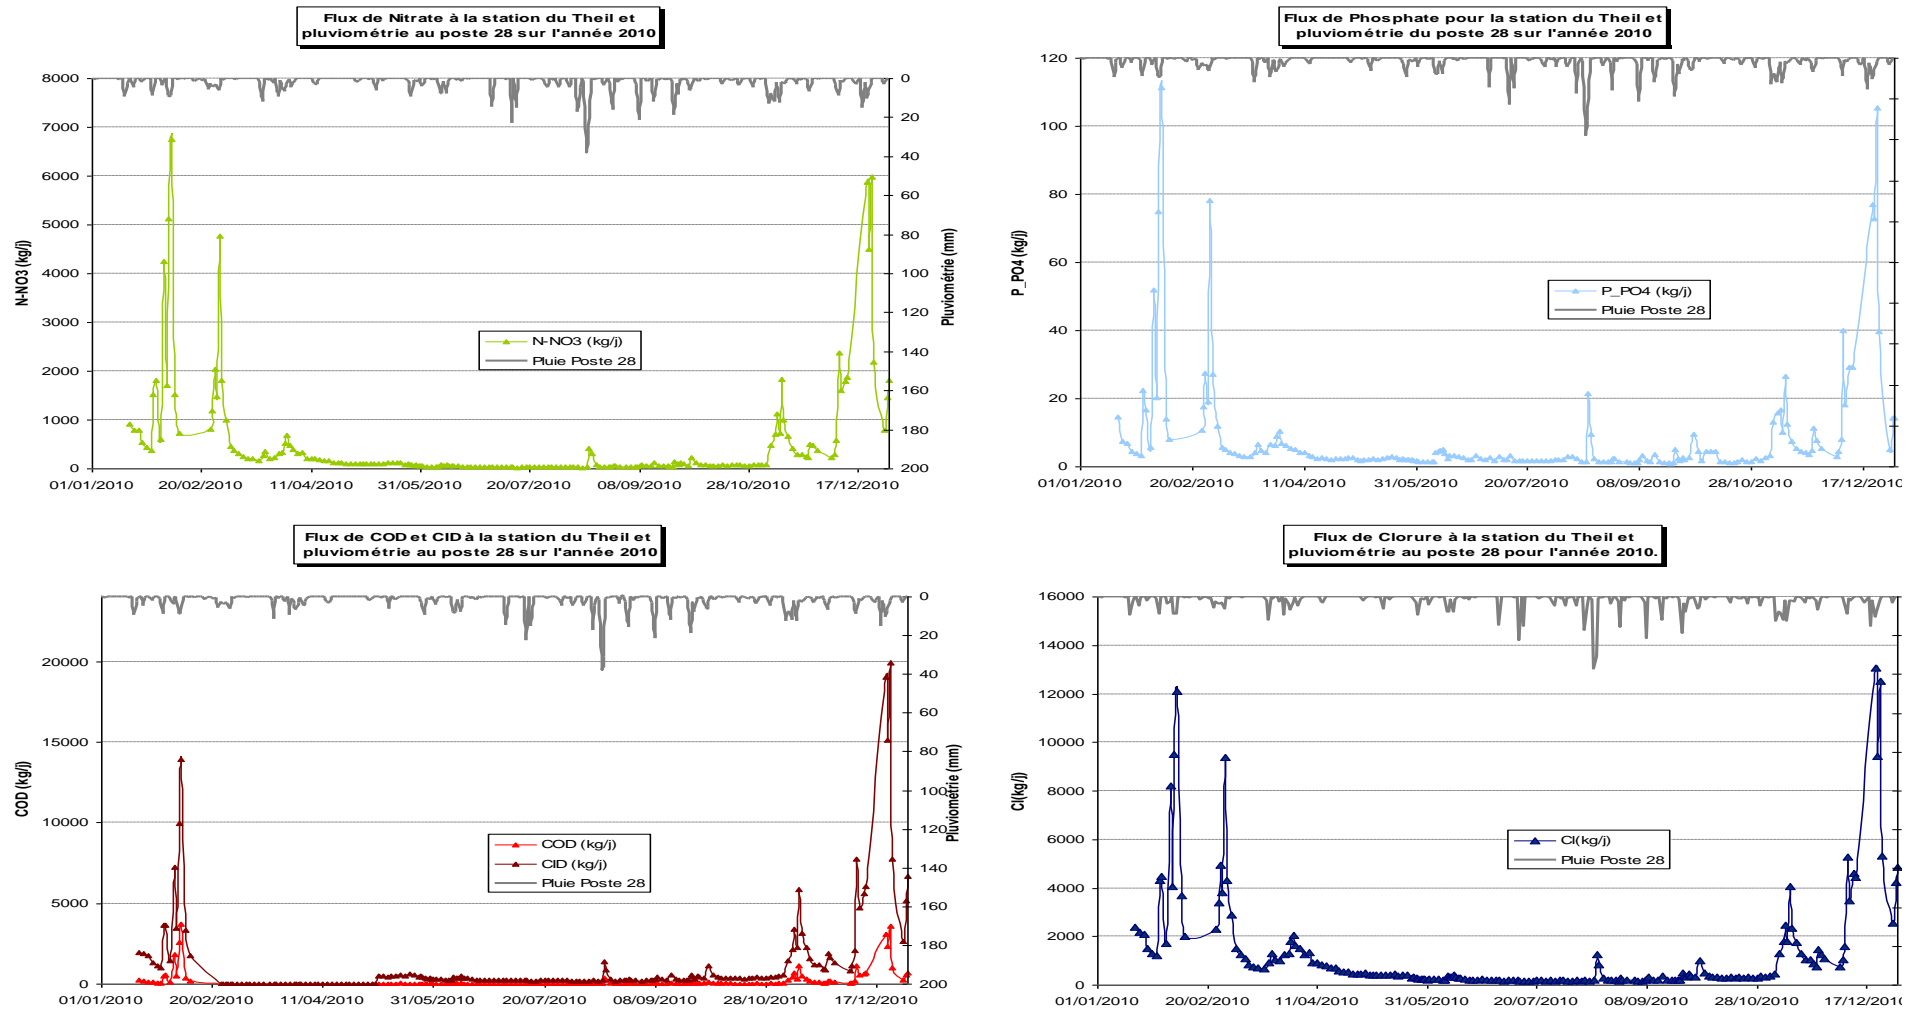 Flux de Nitrate à la station du Theil et
pluviométrie au poste 28 sur l'année 2010
8000
7000
6000
5000
4000
3000
2000
1000
0
N-NO3 (kg/j)
0
20
40
60
80
100
120
140
160
180
200
Pluviométrie (mm)
N-NO3 (kg/j)
Pluie Poste 28
01/01/2010 20/02/2010 11/04/2010 31/05/2010 20/07/2010 08/09/2010 28/10/2010 17/12/2010
Flux de Phosphate pour la station du Theil et
pluviométrie du poste 28 sur l'année 2010
120
100
80
60
40
20
0
P_PO4 (kg/j)
P_PO4 (kg/j)
Pluie Poste 28
01/01/2010 20/02/2010 11/04/2010 31/05/2010 20/07/2010 08/09/2010 28/10/2010 17/12/2010
Flux de COD et CID à la station du Theil et
pluviométrie au poste 28 sur l'année 2010
20000
15000
10000
5000
0
COD (kg/j)
0
20
40
60
80
100
120
140
160
180
200
Pluviometrie (mm)
COD (kg/j)
CID (kg/j)
Pluie Poste 28
01/01/2010 20/02/2010 11/04/2010 31/05/2010 20/07/2010 08/09/2010 28/10/2010 17/12/2010
Flux de Clorure à la station du Theil et
pluviométrie au poste 28 pour l'année 2010.
16000
14000
12000
10000
8000
6000
4000
2000
0
Cl(kg/j)
Cl(kg/j)
Pluie Poste 28
01/01/2010 20/02/2010 11/04/2010 31/05/2010 20/07/2010 08/09/2010 28/10/2010 17/12/2010